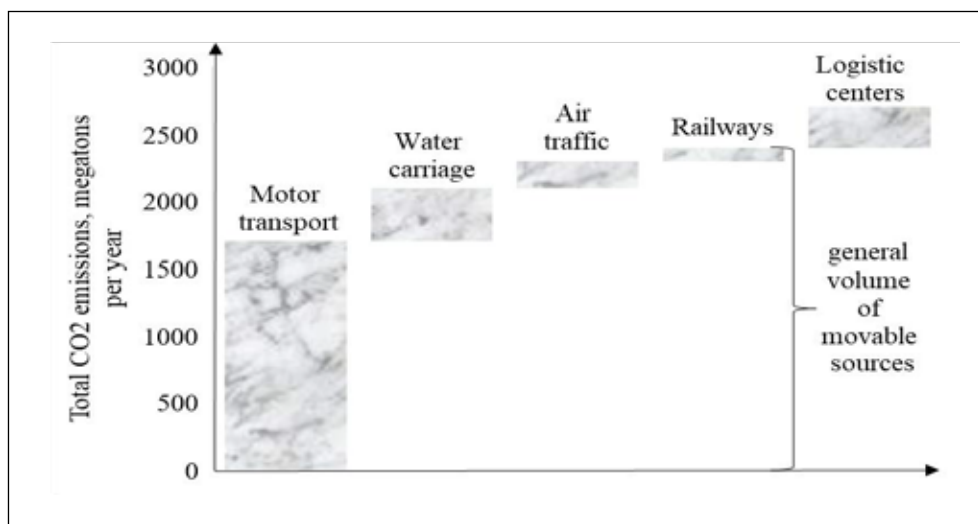 Total CO2 emissions, megatons
per year
3000
2500
2000
1500
1000
500
0
Motor
transport
Water
carriage
Air
traffic
Railways
Logistic
centers
general
volume
of
movable
sources